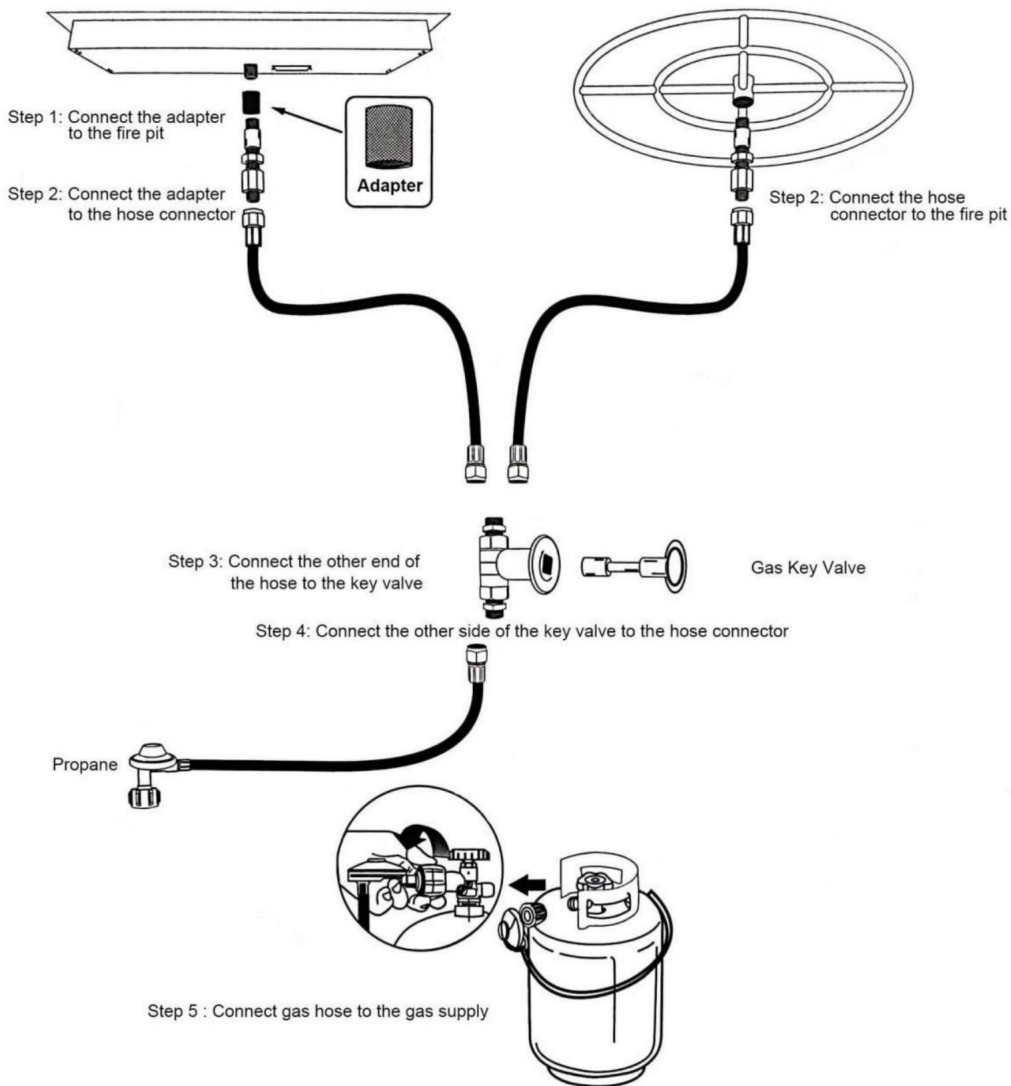 Step 1: Connect the adapter
to the fire pit
Adapter
Step 2: Connect the adapter
to the hose connector
Step 2: Connect the hose
connector to the fire pit
Step 3: Connect the other end of
the hose to the key valve
Gas Key Valve
Step 4: Connect the other side of the key valve to the hose connector
Propane
Step 5 : Connect gas hose to the gas supply